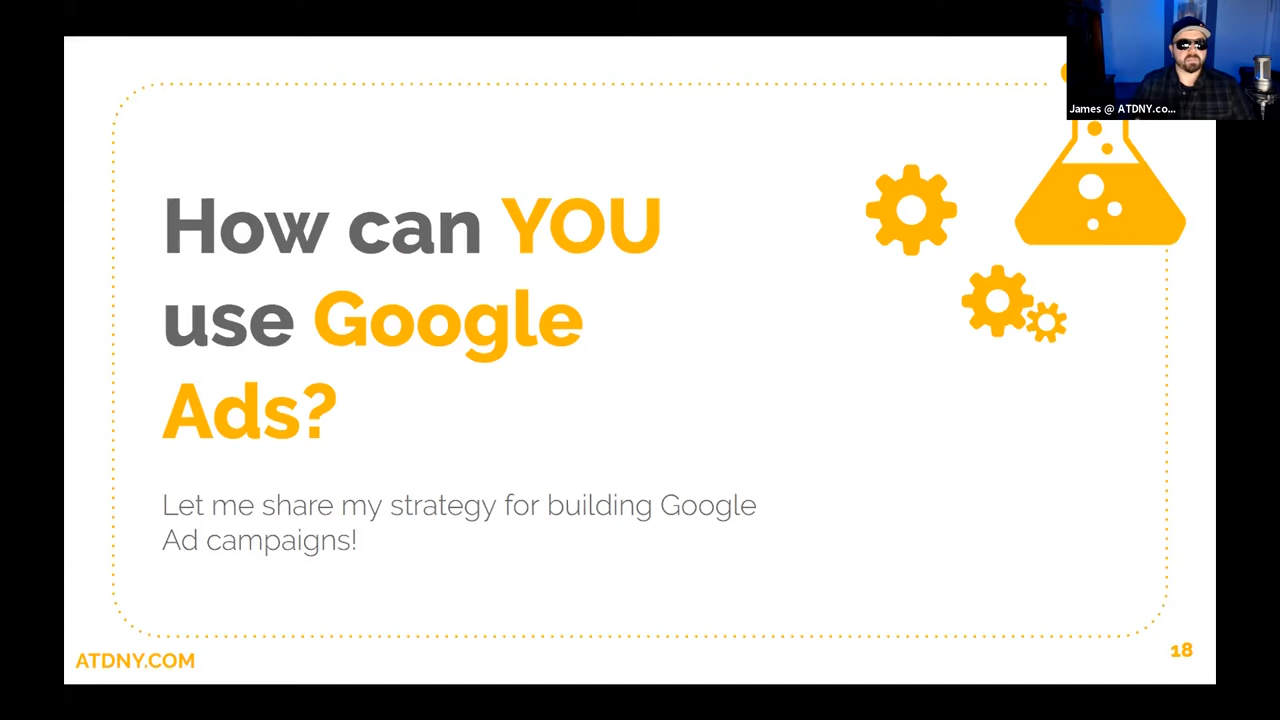 James @ ATDNY.co...
How can YOU
use Google
Ads?
Let me share my strategy for building Google
Ad campaigns!
ATDNY.COM
18